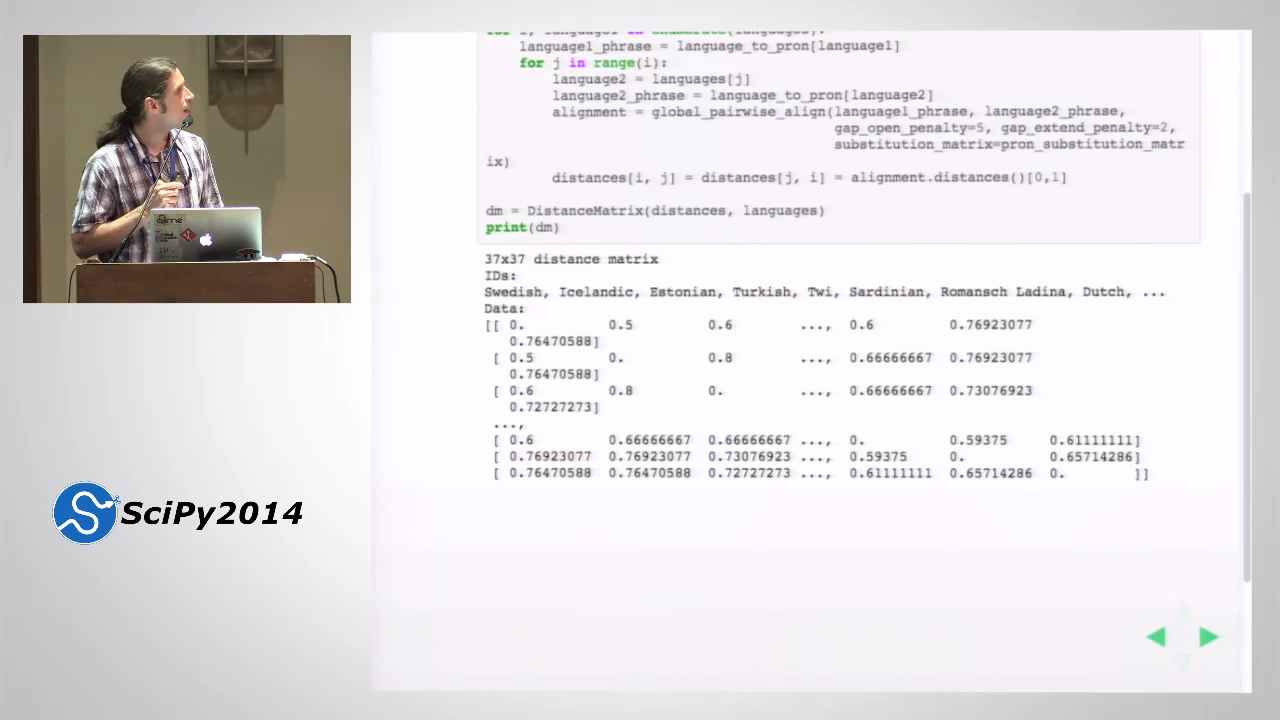 for i, language1 in enumerate(languages):
language1_phrase = language_to_pron[language1]
for j in range(i):
language2 = languages[j]
language2_phrase = language_to_pron[language2]
alignment = global_pairwise_align(language1_phrase, language2_phrase,
gap_open_penalty=5, gap_extend_penalty=2,
substitution_matrix=pron_substitution_matr
ix)
distances[i, j] = distances[j, i] = alignment.distances()[0,1]
dm = DistanceMatrix(distances, languages)
print(dm)
37x37 distance matrix
IDs:
Swedish, Icelandic, Estonian, Turkish, Twi, Sardinian, Romansch Ladina, Dutch, ...
Data:
[[ 0. 0.5 0.6 ..., 0.6 0.76923077
0.76470588]
[ 0.5 0. 0.8 ..., 0.66666667 0.76923077
0.76470588]
[ 0.6 0.8 0. ..., 0.66666667 0.73076923
0.72727273]
...,
[ 0.6 0.66666667 0.66666667 ..., 0. 0.59375 0.61111111]
[ 0.76923077 0.76923077 0.73076923 ..., 0.59375 0. 0.65714286]
[ 0.76470588 0.76470588 0.72727273 ..., 0.61111111 0.65714286 0. ]]
SciPy2014